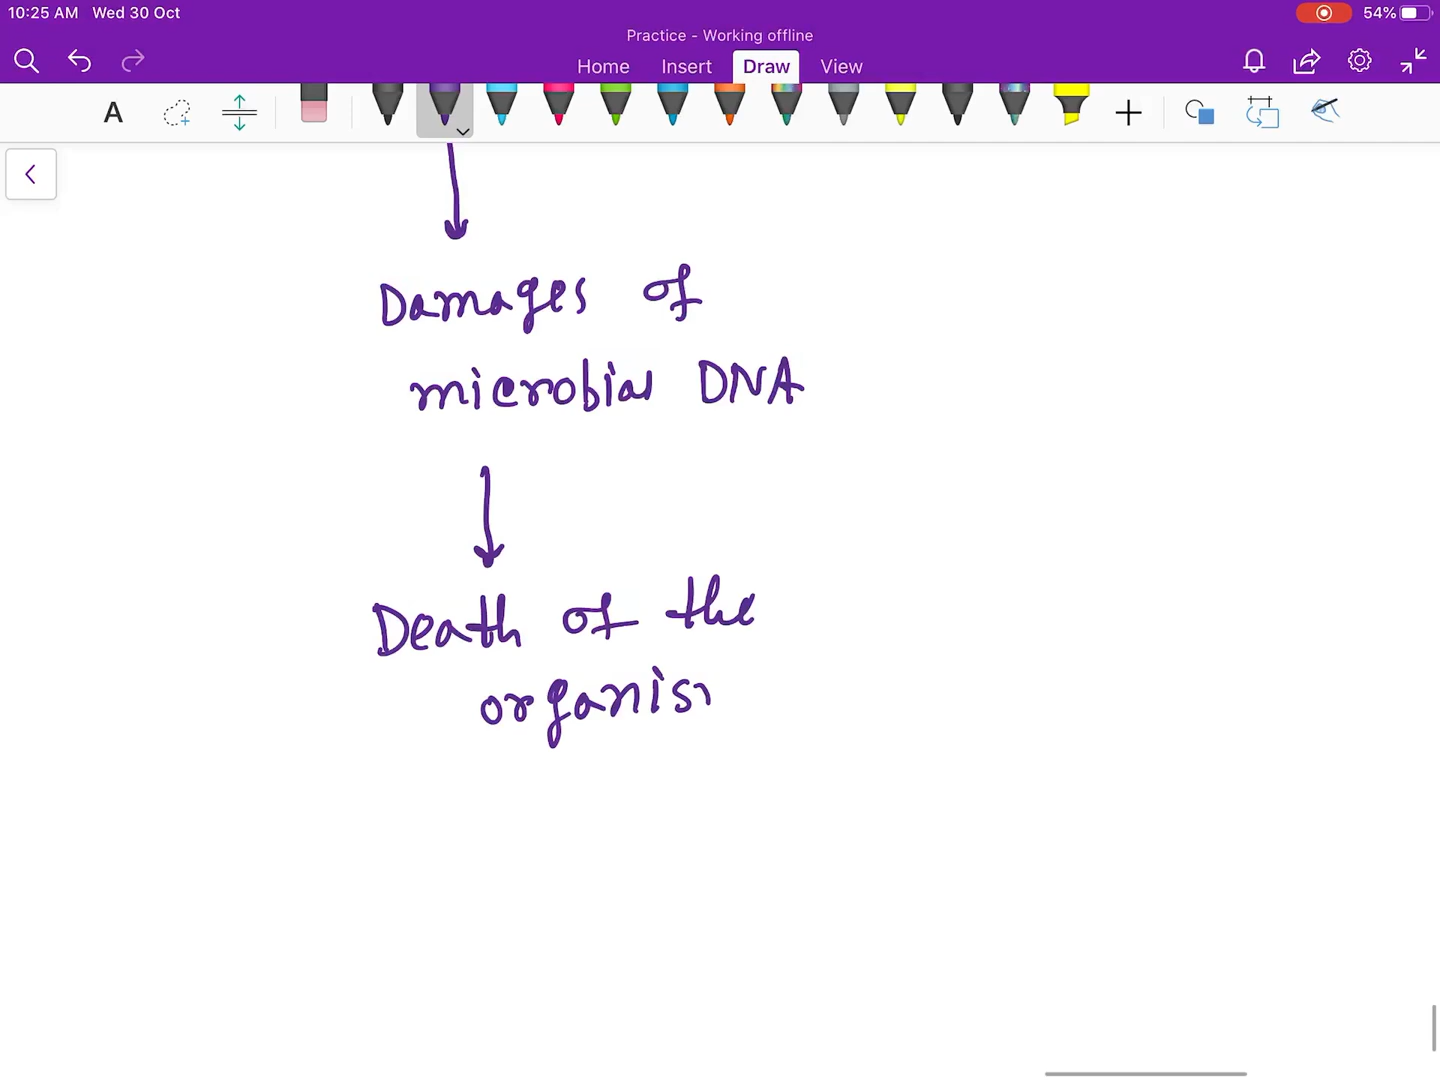 10:25 AM Wed 30 Oct
54%
Practice - Working offline
Home Insert Draw View
A
Damages of
microbial DNA
Death of the
organis